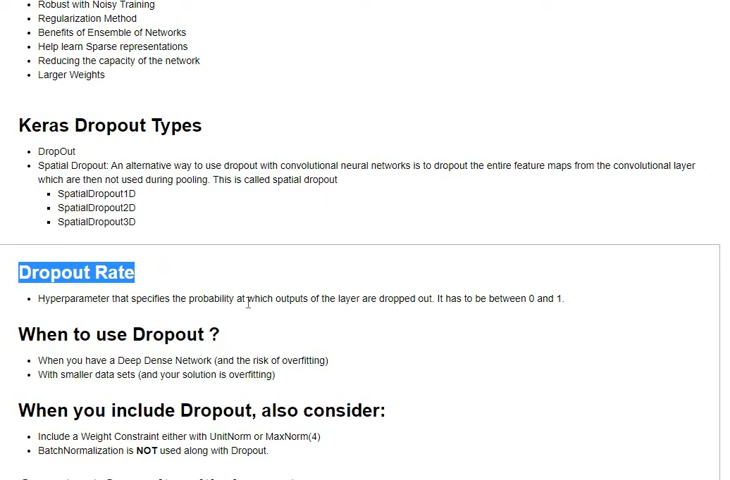 Robust with Noisy Training
Regularization Method
Benefits of Ensemble of Networks
Help learn Sparse representations
Reducing the capacity of the network
Larger Weights
Keras Dropout Types
DropOut
Spatial Dropout: An alternative way to use dropout with convolutional neural networks is to dropout the entire feature maps from the convolutional layer
which are then not used during pooling. This is called spatial dropout
SpatialDropout1D
SpatialDropout2D
SpatialDropout3D
Dropout Rate
Hyperparameter that specifies the probability at which outputs of the layer are dropped out. It has to be between 0 and 1.
When to use Dropout ?
When you have a Deep Dense Network (and the risk of overfitting)
With smaller data sets (and your solution is overfitting)
When you include Dropout, also consider:
Include a Weight Constraint either with UnitNorm or MaxNorm(4)
BatchNormalization is NOT used along with Dropout.